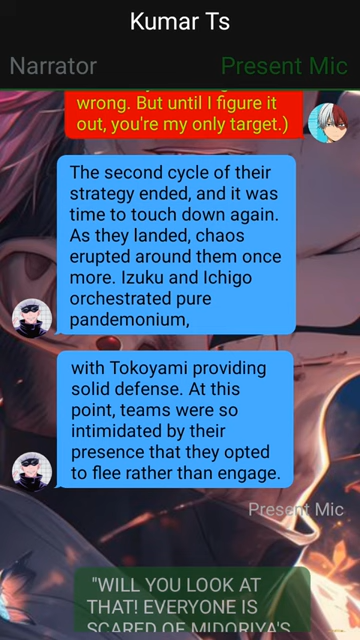 Kumar Ts
Narrator
Present Mic
wrong. But until I figure it
out, you're my only target.)
The second cycle of their
strategy ended, and it was
time to touch down again.
As they landed, chaos
erupted around them once
more. Izuku and Ichigo
orchestrated pure
pandemonium,
with Tokoyami providing
solid defense. At this
point, teams were so
intimidated by their
presence that they opted
to flee rather than engage.
Present Mic
"WILL YOU LOOK AT
THAT! EVERYONE IS
SCARED OF MIDORIYA'S